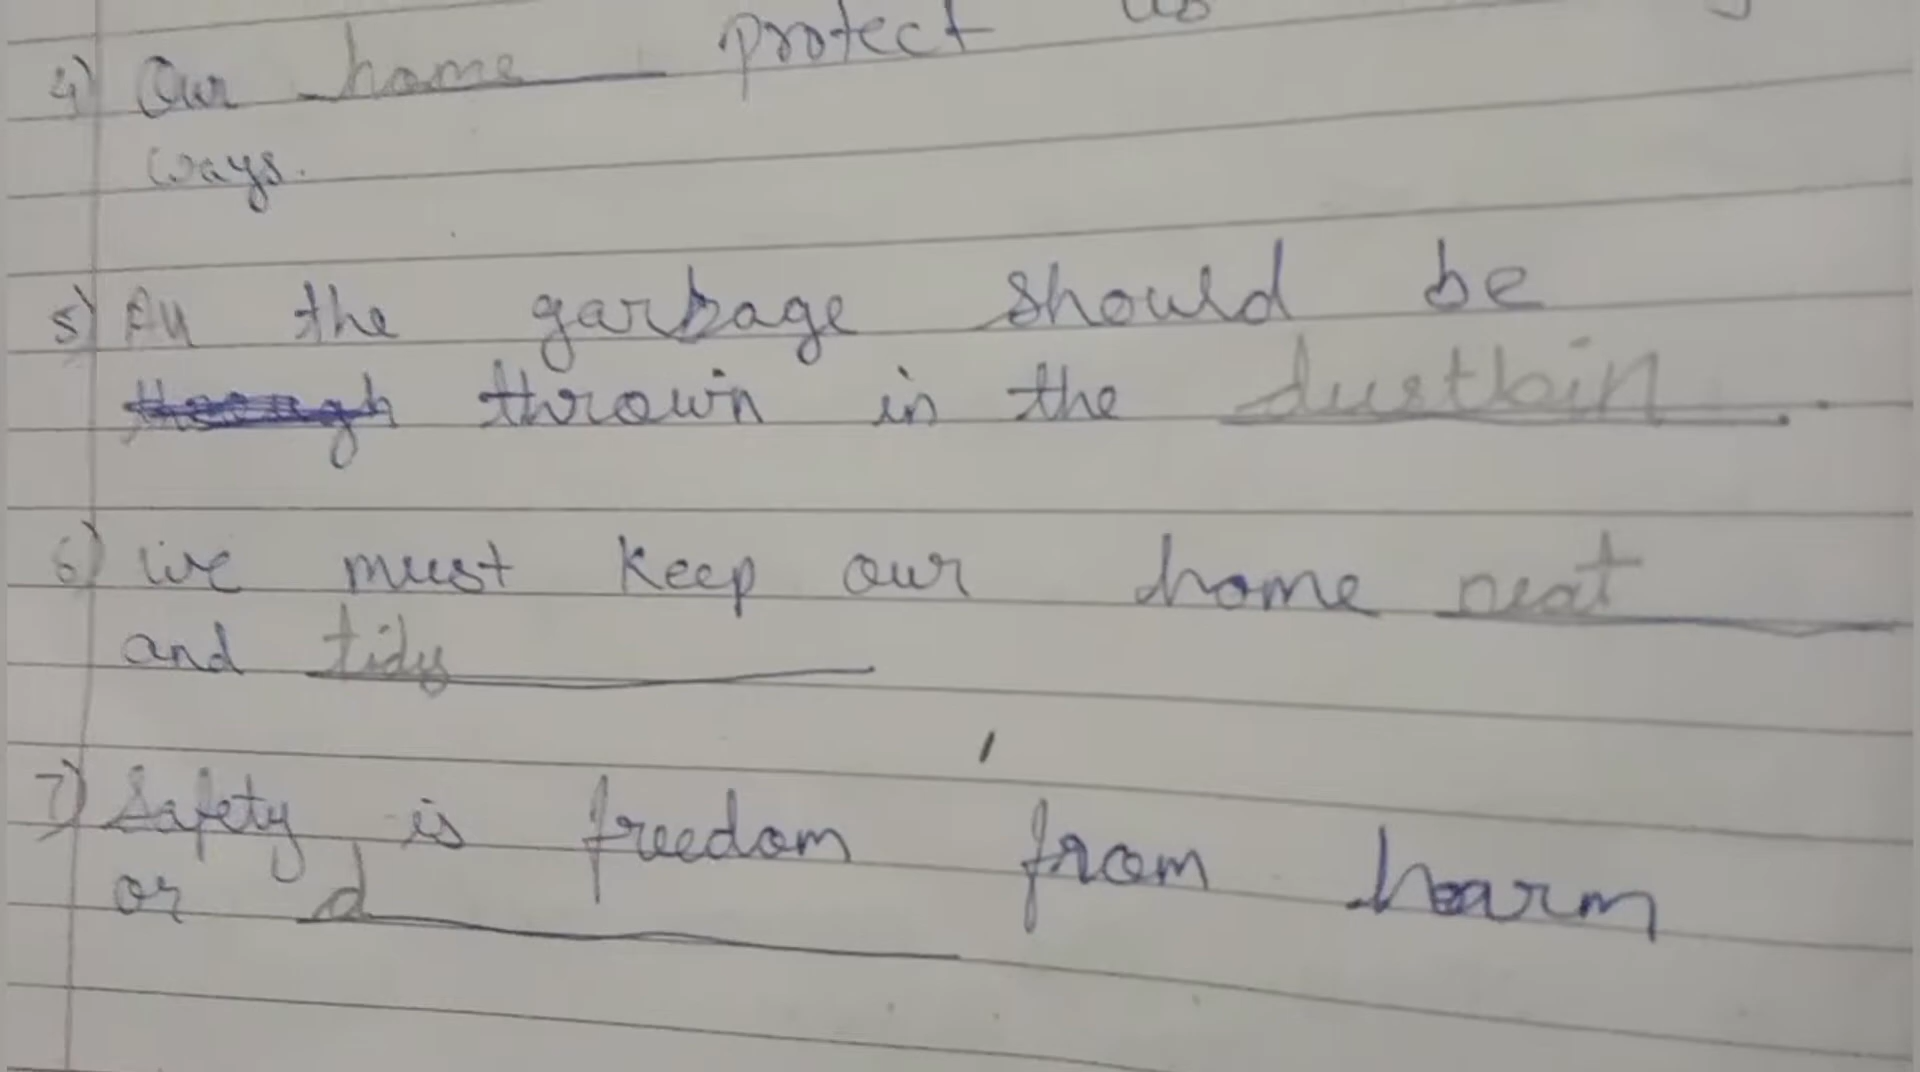 4) Our home protect us
ways.
5) All the garbage should be
thrown in the dustbin.
6) We must keep our home neat
and tidy
7) Safety is freedom from harm
or d